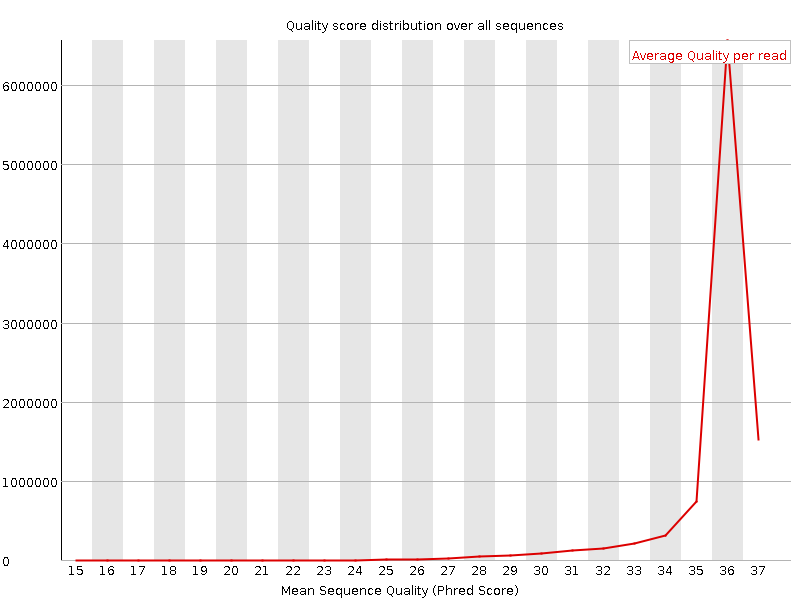 Quality score distribution over all sequences
Average Quality per read
6000000
5000000
4000000
3000000
2000000
1000000
0
15 16 17 18 19 20 21 22 23 24 25 26 27 28 29 30 31 32 33 34 35 36 37
Mean Sequence Quality (Phred Score)